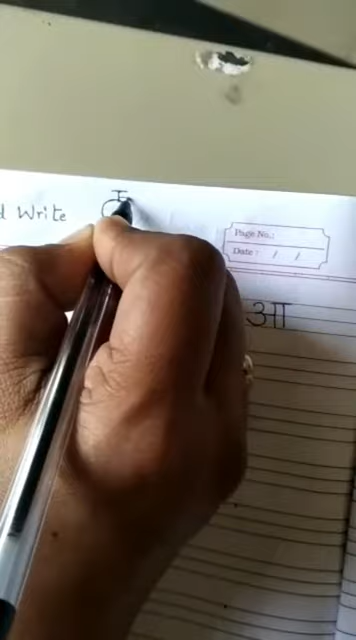 Write
Page No.:
Date : / /
आ